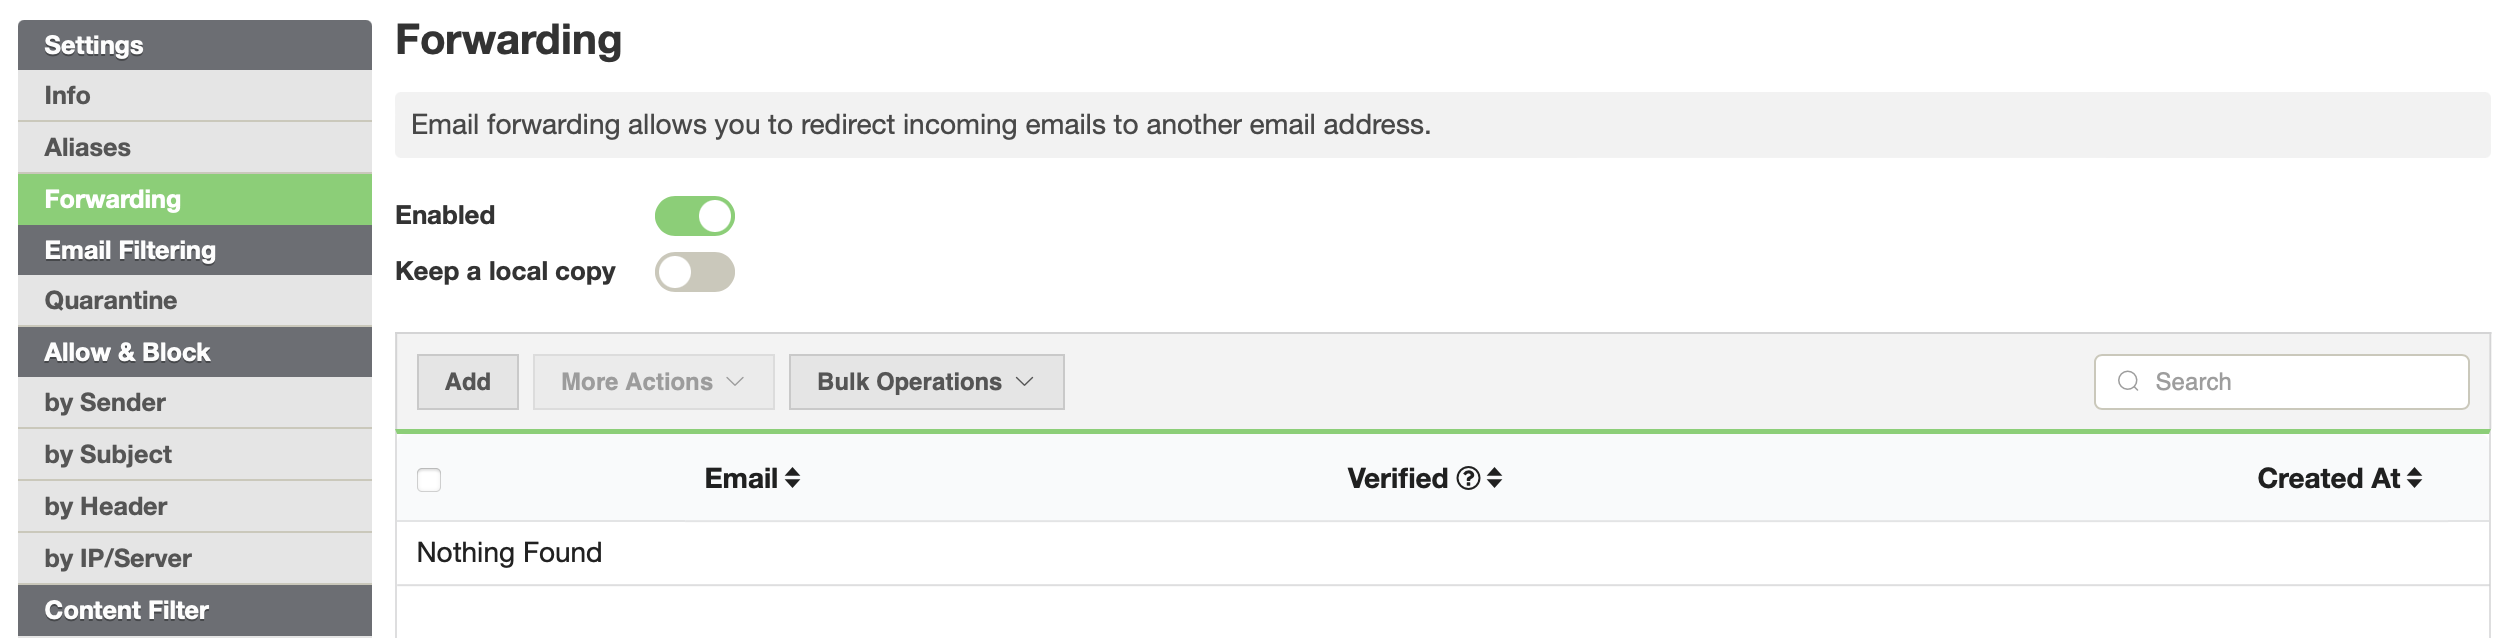 Settings
Info
Aliases
Forwarding
Email Filtering
Quarantine
Allow & Block
by Sender
by Subject
by Header
by IP/Server
Content Filter
Forwarding
Email forwarding allows you to redirect incoming emails to another email address.
Enabled
Keep a local copy
Add More Actions Bulk Operations Search
Email Verified ? Created At
Nothing Found